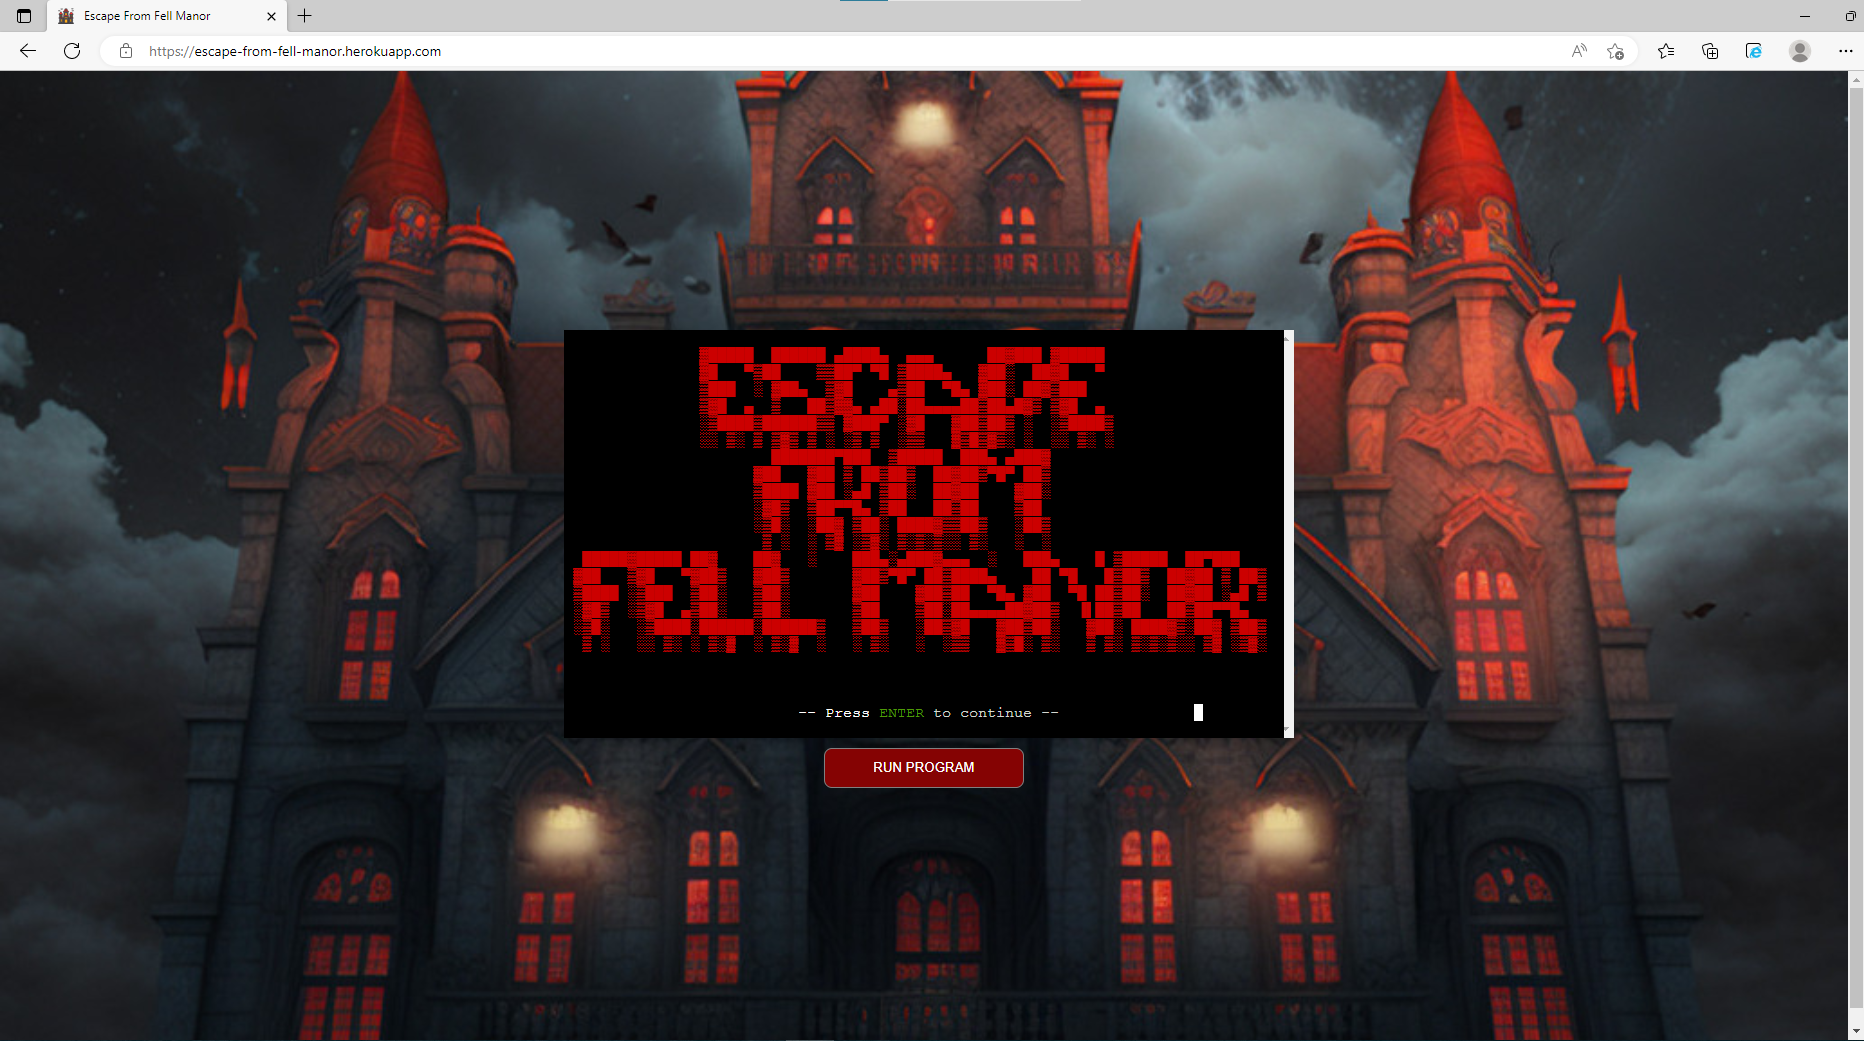 Escape From Fell Manor
https://escape-from-fell-manor.herokuapp.com
ESCAPE
FROM
FELL MANOR
-- Press ENTER to continue --
RUN PROGRAM